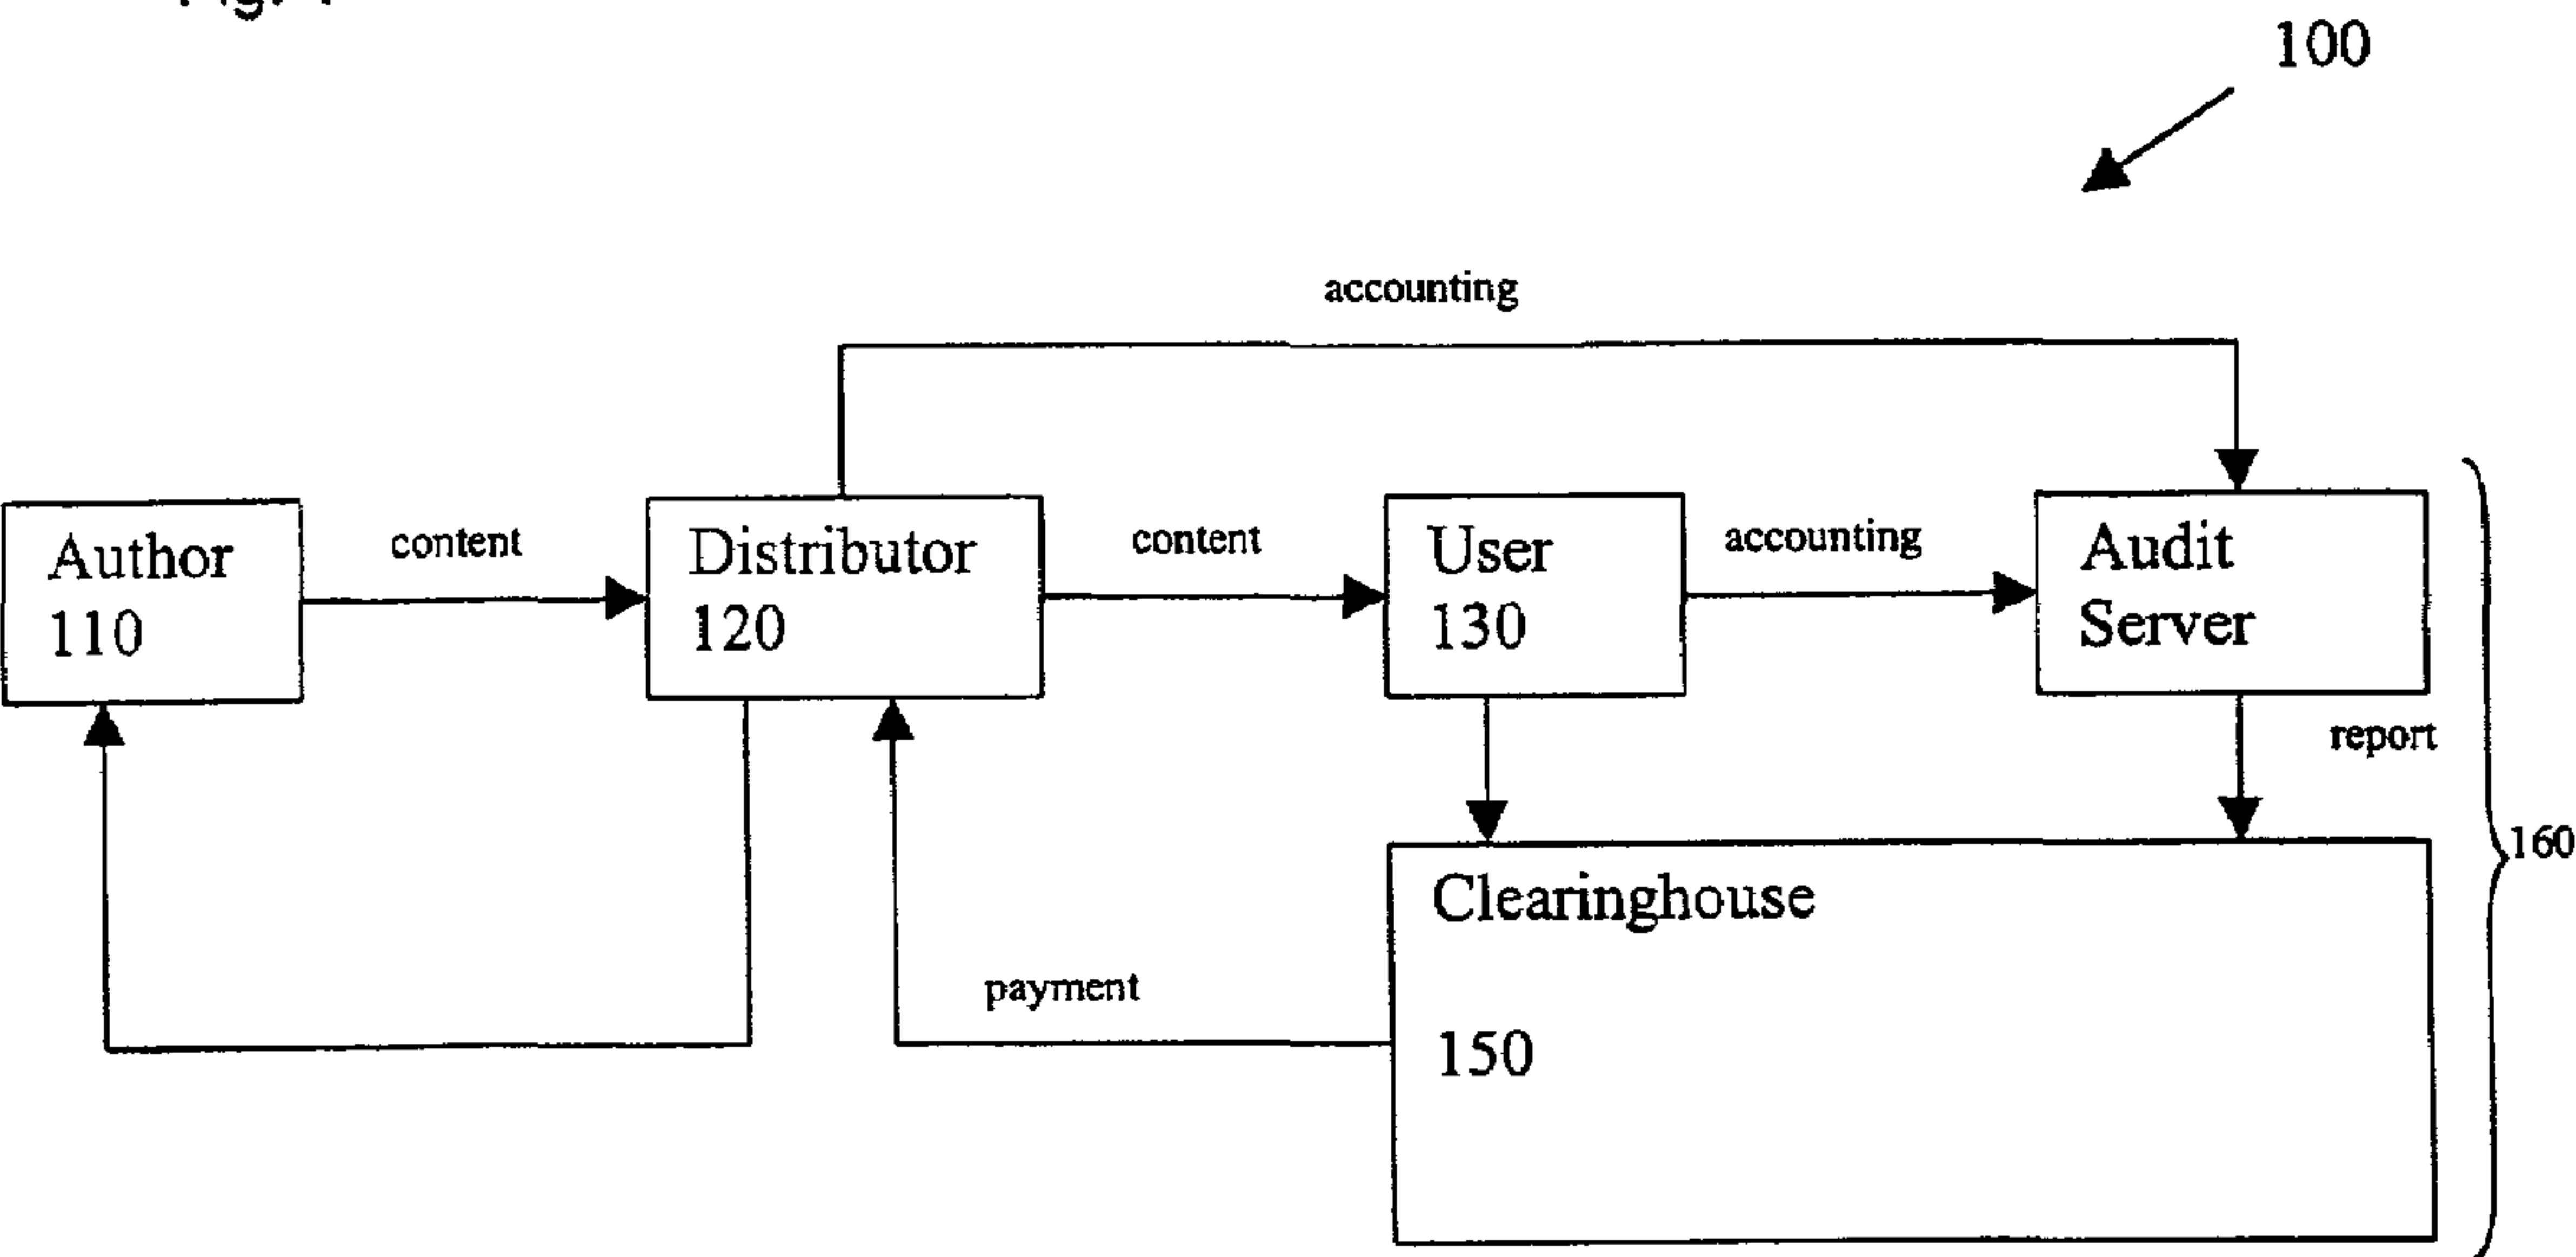 100
accounting
Author
110
content
Distributor
120
content
User
130
accounting
Audit
Server
report
160
Clearinghouse
150
payment